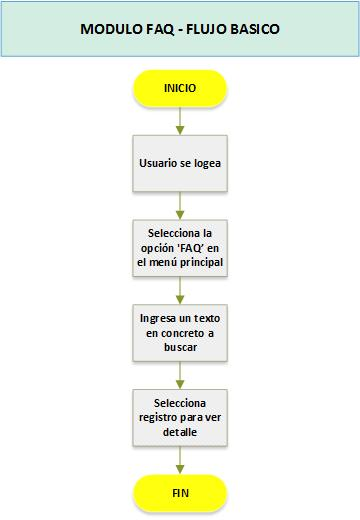 MODULO FAQ - FLUJO BASICO
INICIO
Usuario se logea
Selecciona la
opción 'FAQ’ en
el menú principal
Ingresa un texto
en concreto a
buscar
Selecciona
registro para ver
detalle
FIN